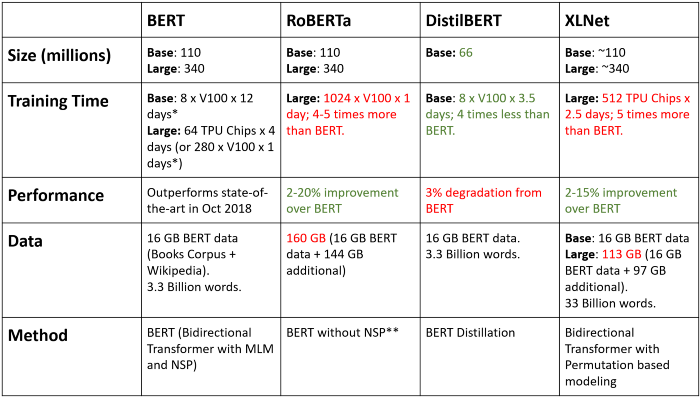 BERT RoBERTa DistilBERT XLNet
Size (millions)
Base: 110
Large: 340
Base: 110
Large: 340
Base: 66
Base: ~110
Large: ~340
Training Time
Base: 8 x V100 x 12
days*
Large: 64 TPU Chips x 4
days (or 280 x V100 x 1
days*)
Large: 1024 x V100 x 1
day; 4-5 times more
than BERT.
Base: 8 x V100 x 3.5
days; 4 times less than
BERT.
Large: 512 TPU Chips x
2.5 days; 5 times more
than BERT.
Performance
Outperforms state-of-
the-art in Oct 2018
2-20% improvement
over BERT
3% degradation from
BERT
2-15% improvement
over BERT
Data
16 GB BERT data
(Books Corpus +
Wikipedia).
3.3 Billion words.
160 GB (16 GB BERT
data + 144 GB
additional)
16 GB BERT data.
3.3 Billion words.
Base: 16 GB BERT data
Large: 113 GB (16 GB
BERT data + 97 GB
additional).
33 Billion words.
Method
BERT (Bidirectional
Transformer with MLM
and NSP)
BERT without NSP**
BERT Distillation
Bidirectional
Transformer with
Permutation based
modeling